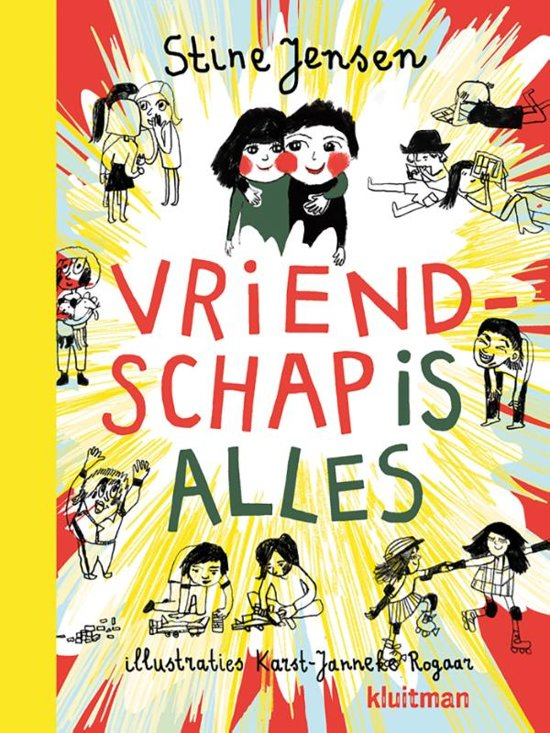 Stine Jensen
VRiEND-
SCHAP iS
ALLES
illustraties Karst-Janneke Rogaar
kluitman